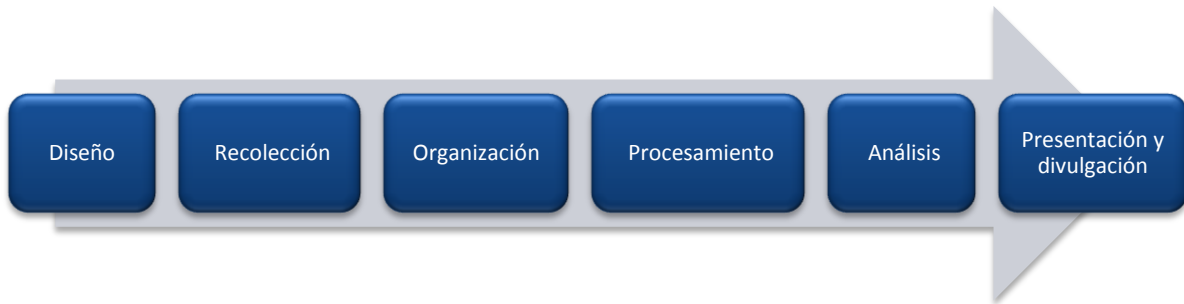 Diseño
Recolección
Organización
Procesamiento
Análisis
Presentación y
divulgación